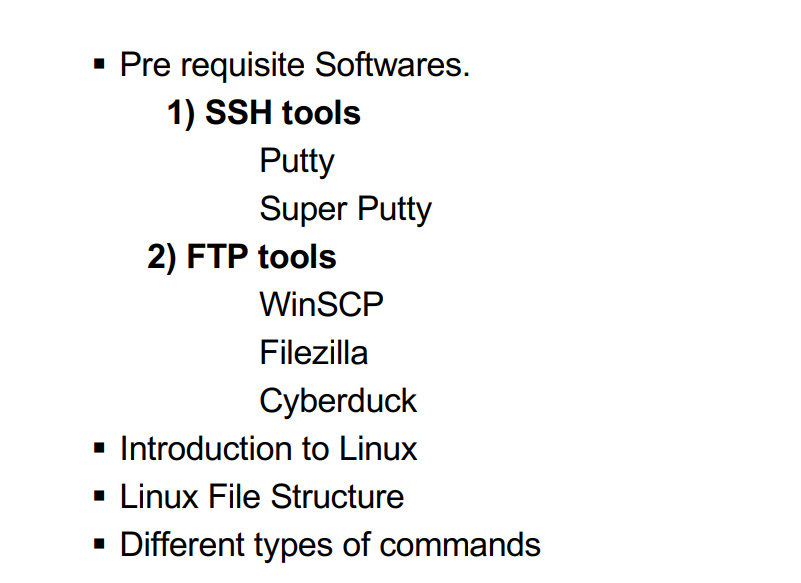 ▪ Pre requisite Softwares.
1) SSH tools
Putty
Super Putty
2) FTP tools
WinSCP
Filezilla
Cyberduck
▪ Introduction to Linux
▪ Linux File Structure
▪ Different types of commands